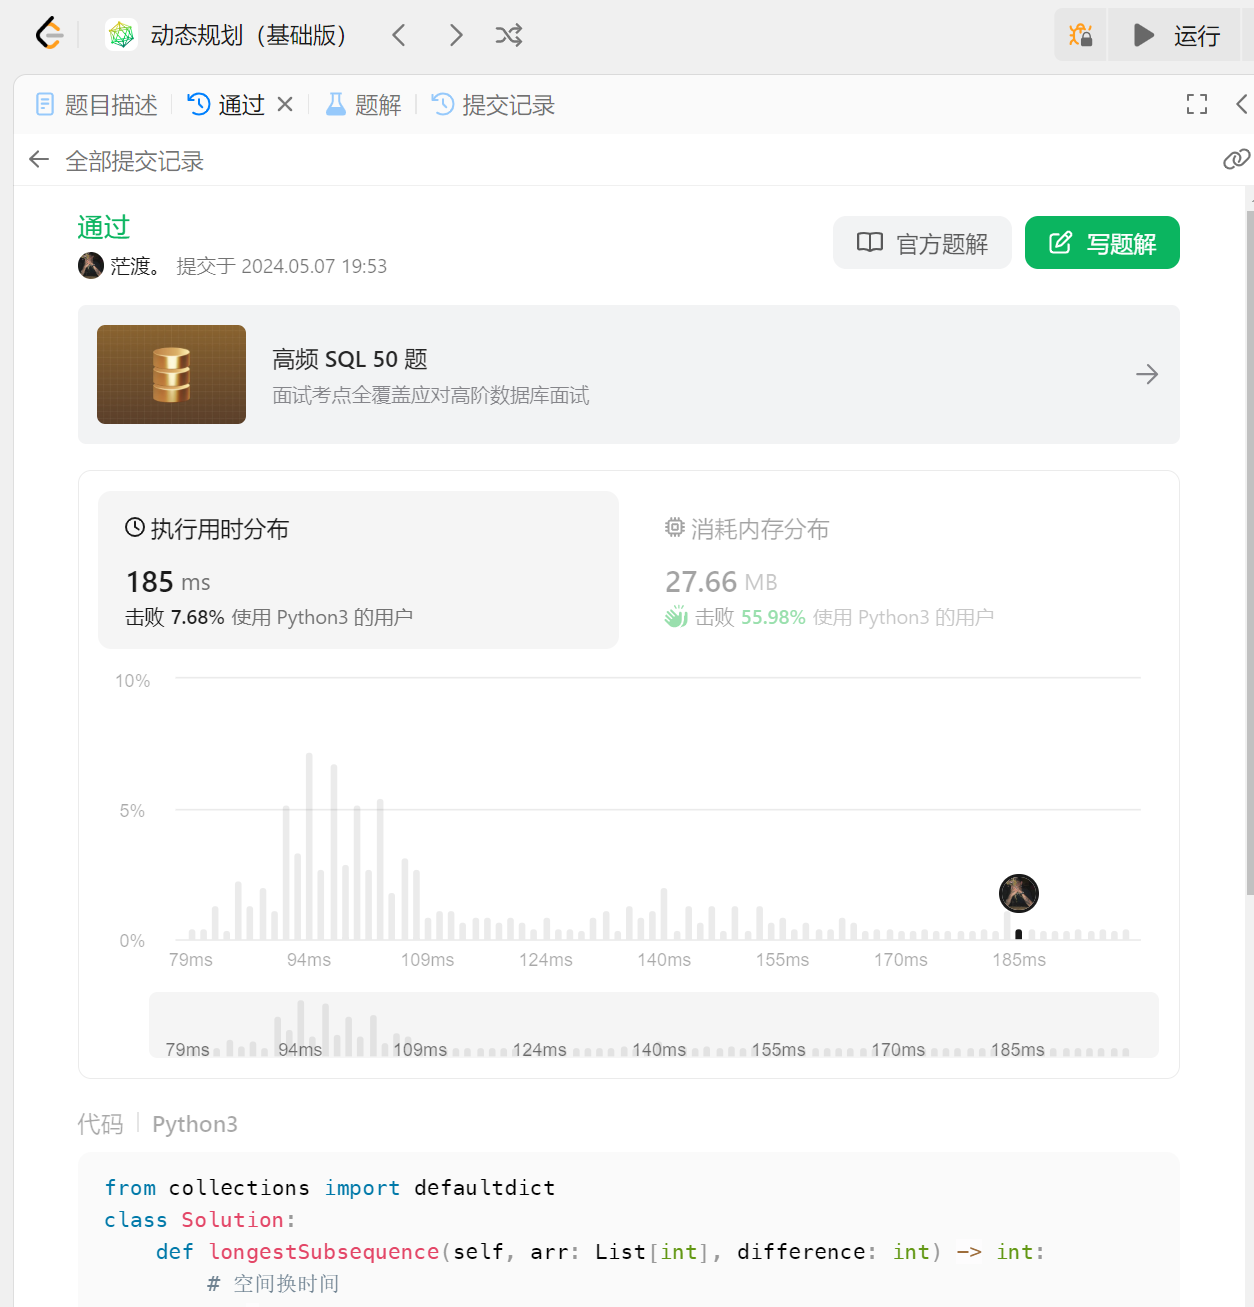 动态规划（基础版）
运行
题目描述
通过
题解
提交记录
全部提交记录
通过
茫渡。 提交于 2024.05.07 19:53
官方题解
写题解
高频 SQL 50 题
面试考点全覆盖应对高阶数据库面试
执行用时分布
185 ms
击败 7.68% 使用 Python3 的用户
消耗内存分布
27.66 MB
击败 55.98% 使用 Python3 的用户
10%
5%
0%
79ms 94ms 109ms 124ms 140ms 155ms 170ms 185ms
79ms 94ms 109ms 124ms 140ms 155ms 170ms 185ms
代码 Python3
from collections import defaultdict
class Solution:
    def longestSubsequence(self, arr: List[int], difference: int) -> int:
        # 空间换时间